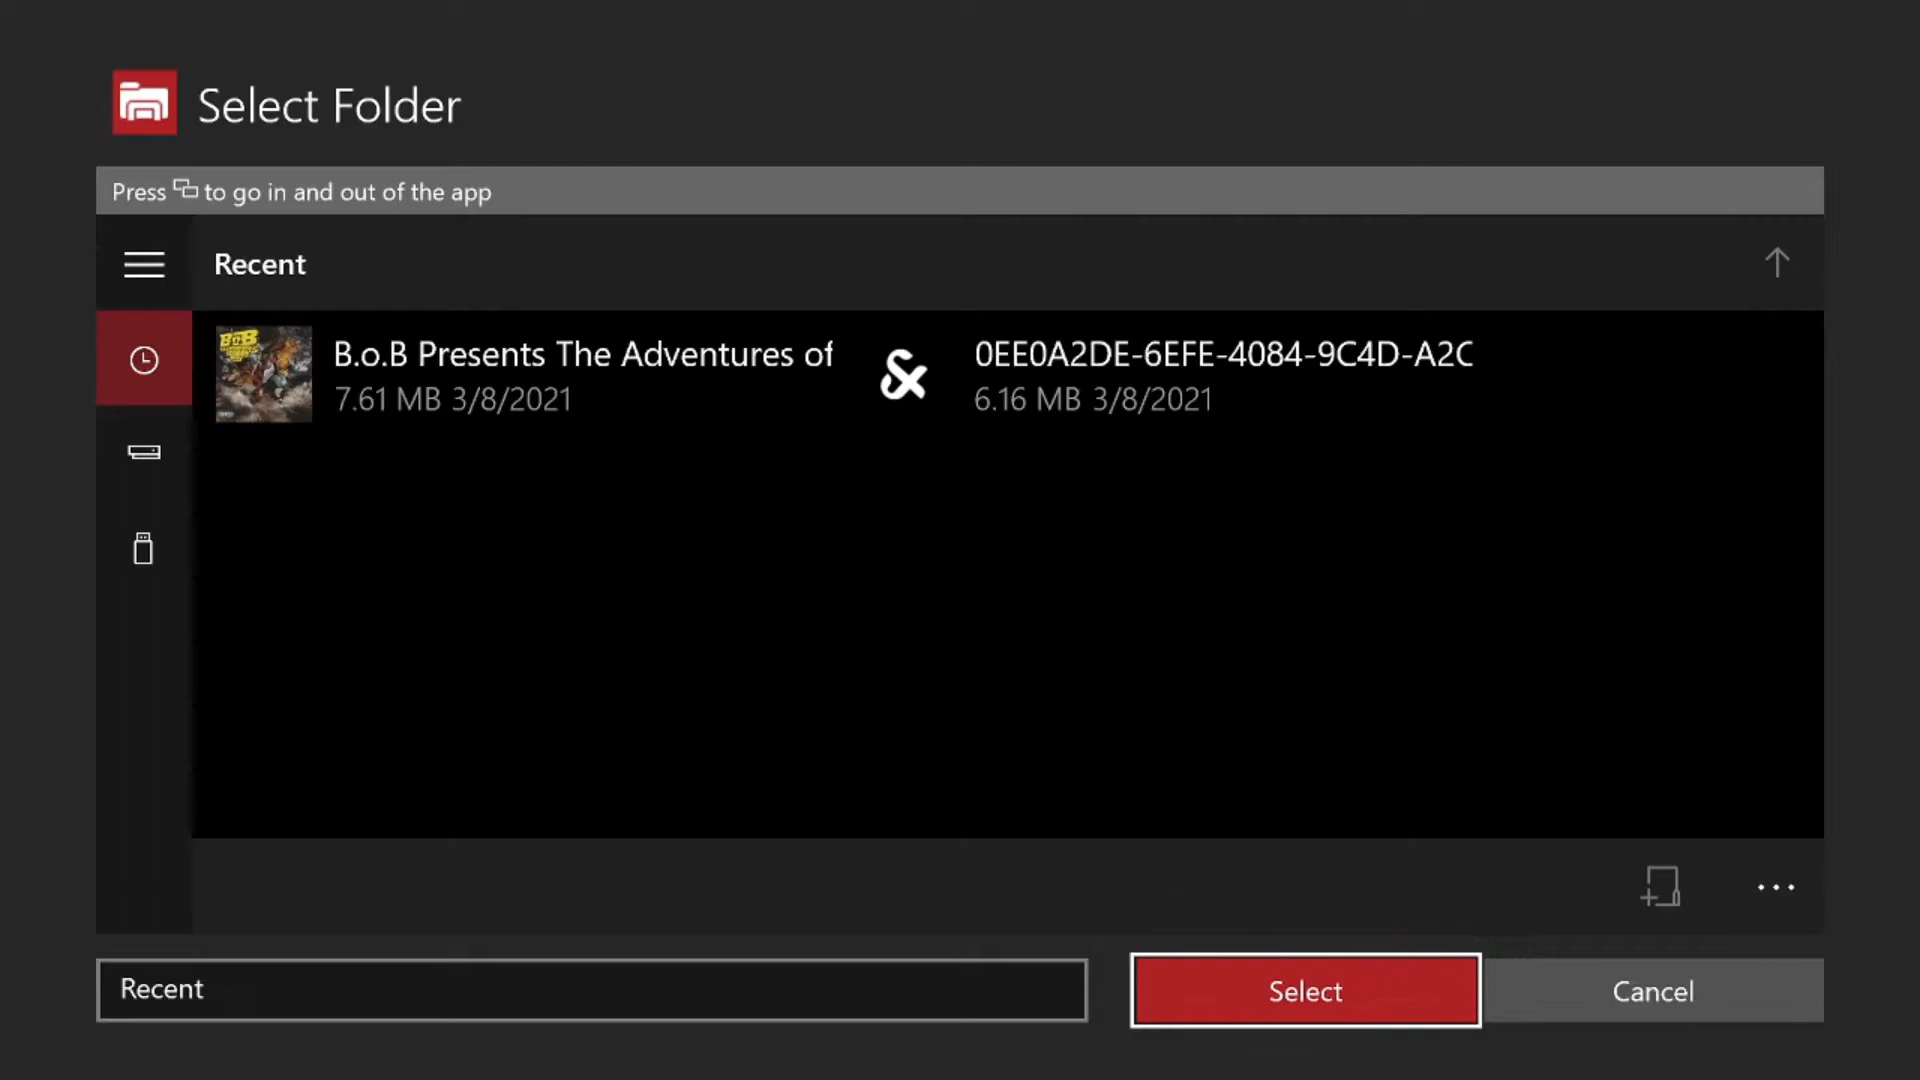 Select Folder
Press to go in and out of the app
Recent
B.o.B Presents The Adventures of
7.61 MB 3/8/2021
0EE0A2DE-6EFE-4084-9C4D-A2C
6.16 MB 3/8/2021
Recent
Select
Cancel